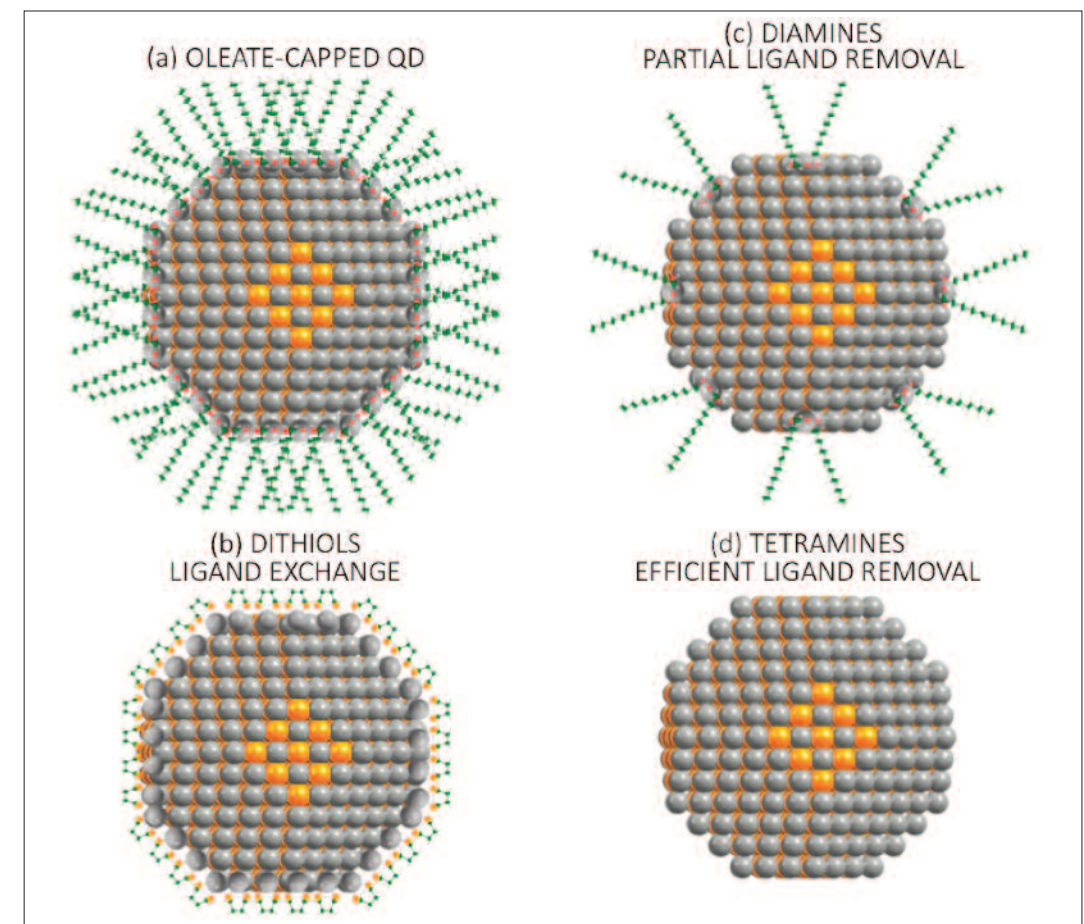 (a) OLEATE-CAPPED QD
(c) DIAMINES
PARTIAL LIGAND REMOVAL
(b) DITHIOLS
LIGAND EXCHANGE
(d) TETRAMINES
EFFICIENT LIGAND REMOVAL